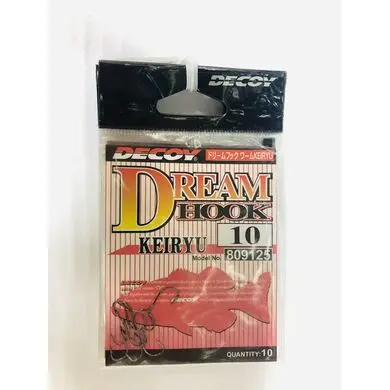 DECOY
DECOY
ドリームフック ワームKEIRYU
DREAM
HOOK
KEIRYU
10
Model No.
809125
DECOY
QUANTITY:10